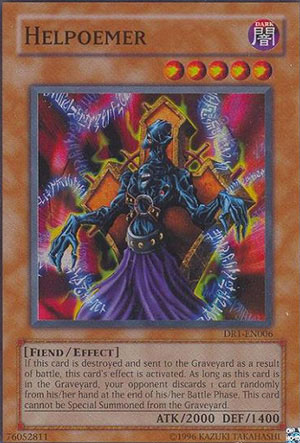 HELPOEMER
DARK
闇
DR1-EN006
[FIEND / EFFECT]
If this card is destroyed and sent to the Graveyard as a result
of battle, this card's effect is activated. As long as this card is
in the Graveyard, your opponent discards 1 card randomly
from his/her hand at the end of his/her Battle Phase. This card
cannot be Special Summoned from the Graveyard.
ATK/2000 DEF/1400
76052811
©1996 KAZUKI TAKAHASHI